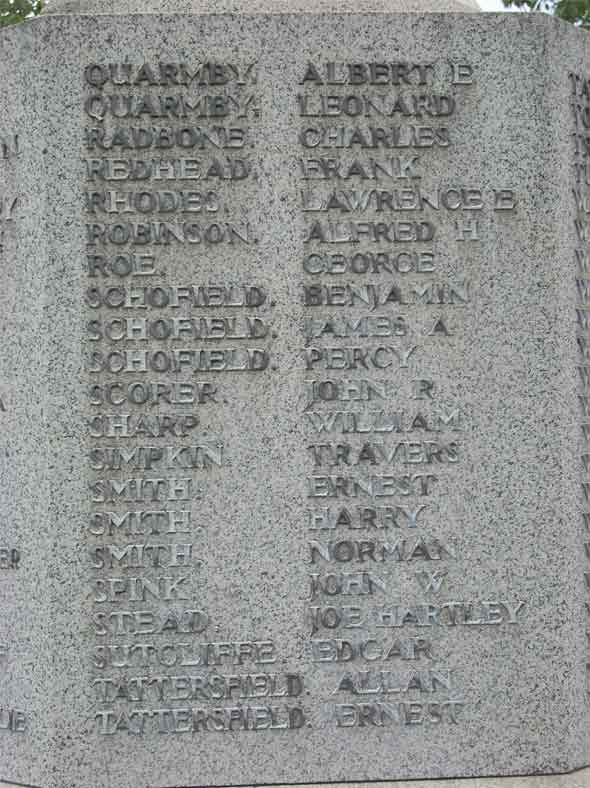 QUARMBY. ALBERT E
QUARMBY. LEONARD
RADBONE. CHARLES
REDHEAD. FRANK
RHODES. LAWRENCE E
ROBINSON. ALFRED H
ROE. GEORGE
SCHOFIELD. BENJAMIN
SCHOFIELD. JAMES A
SCHOFIELD. PERCY
SCORER. JOHN R
SHARP. WILLIAM
SIMPKIN. TRAVERS
SMITH. ERNEST
SMITH. HARRY
SMITH. NORMAN
SPINK. JOHN W
STEAD. JOE HARTLEY
SUTCLIFFE EDGAR
TATTERSFIELD. ALLAN
TATTERSFIELD. ERNEST